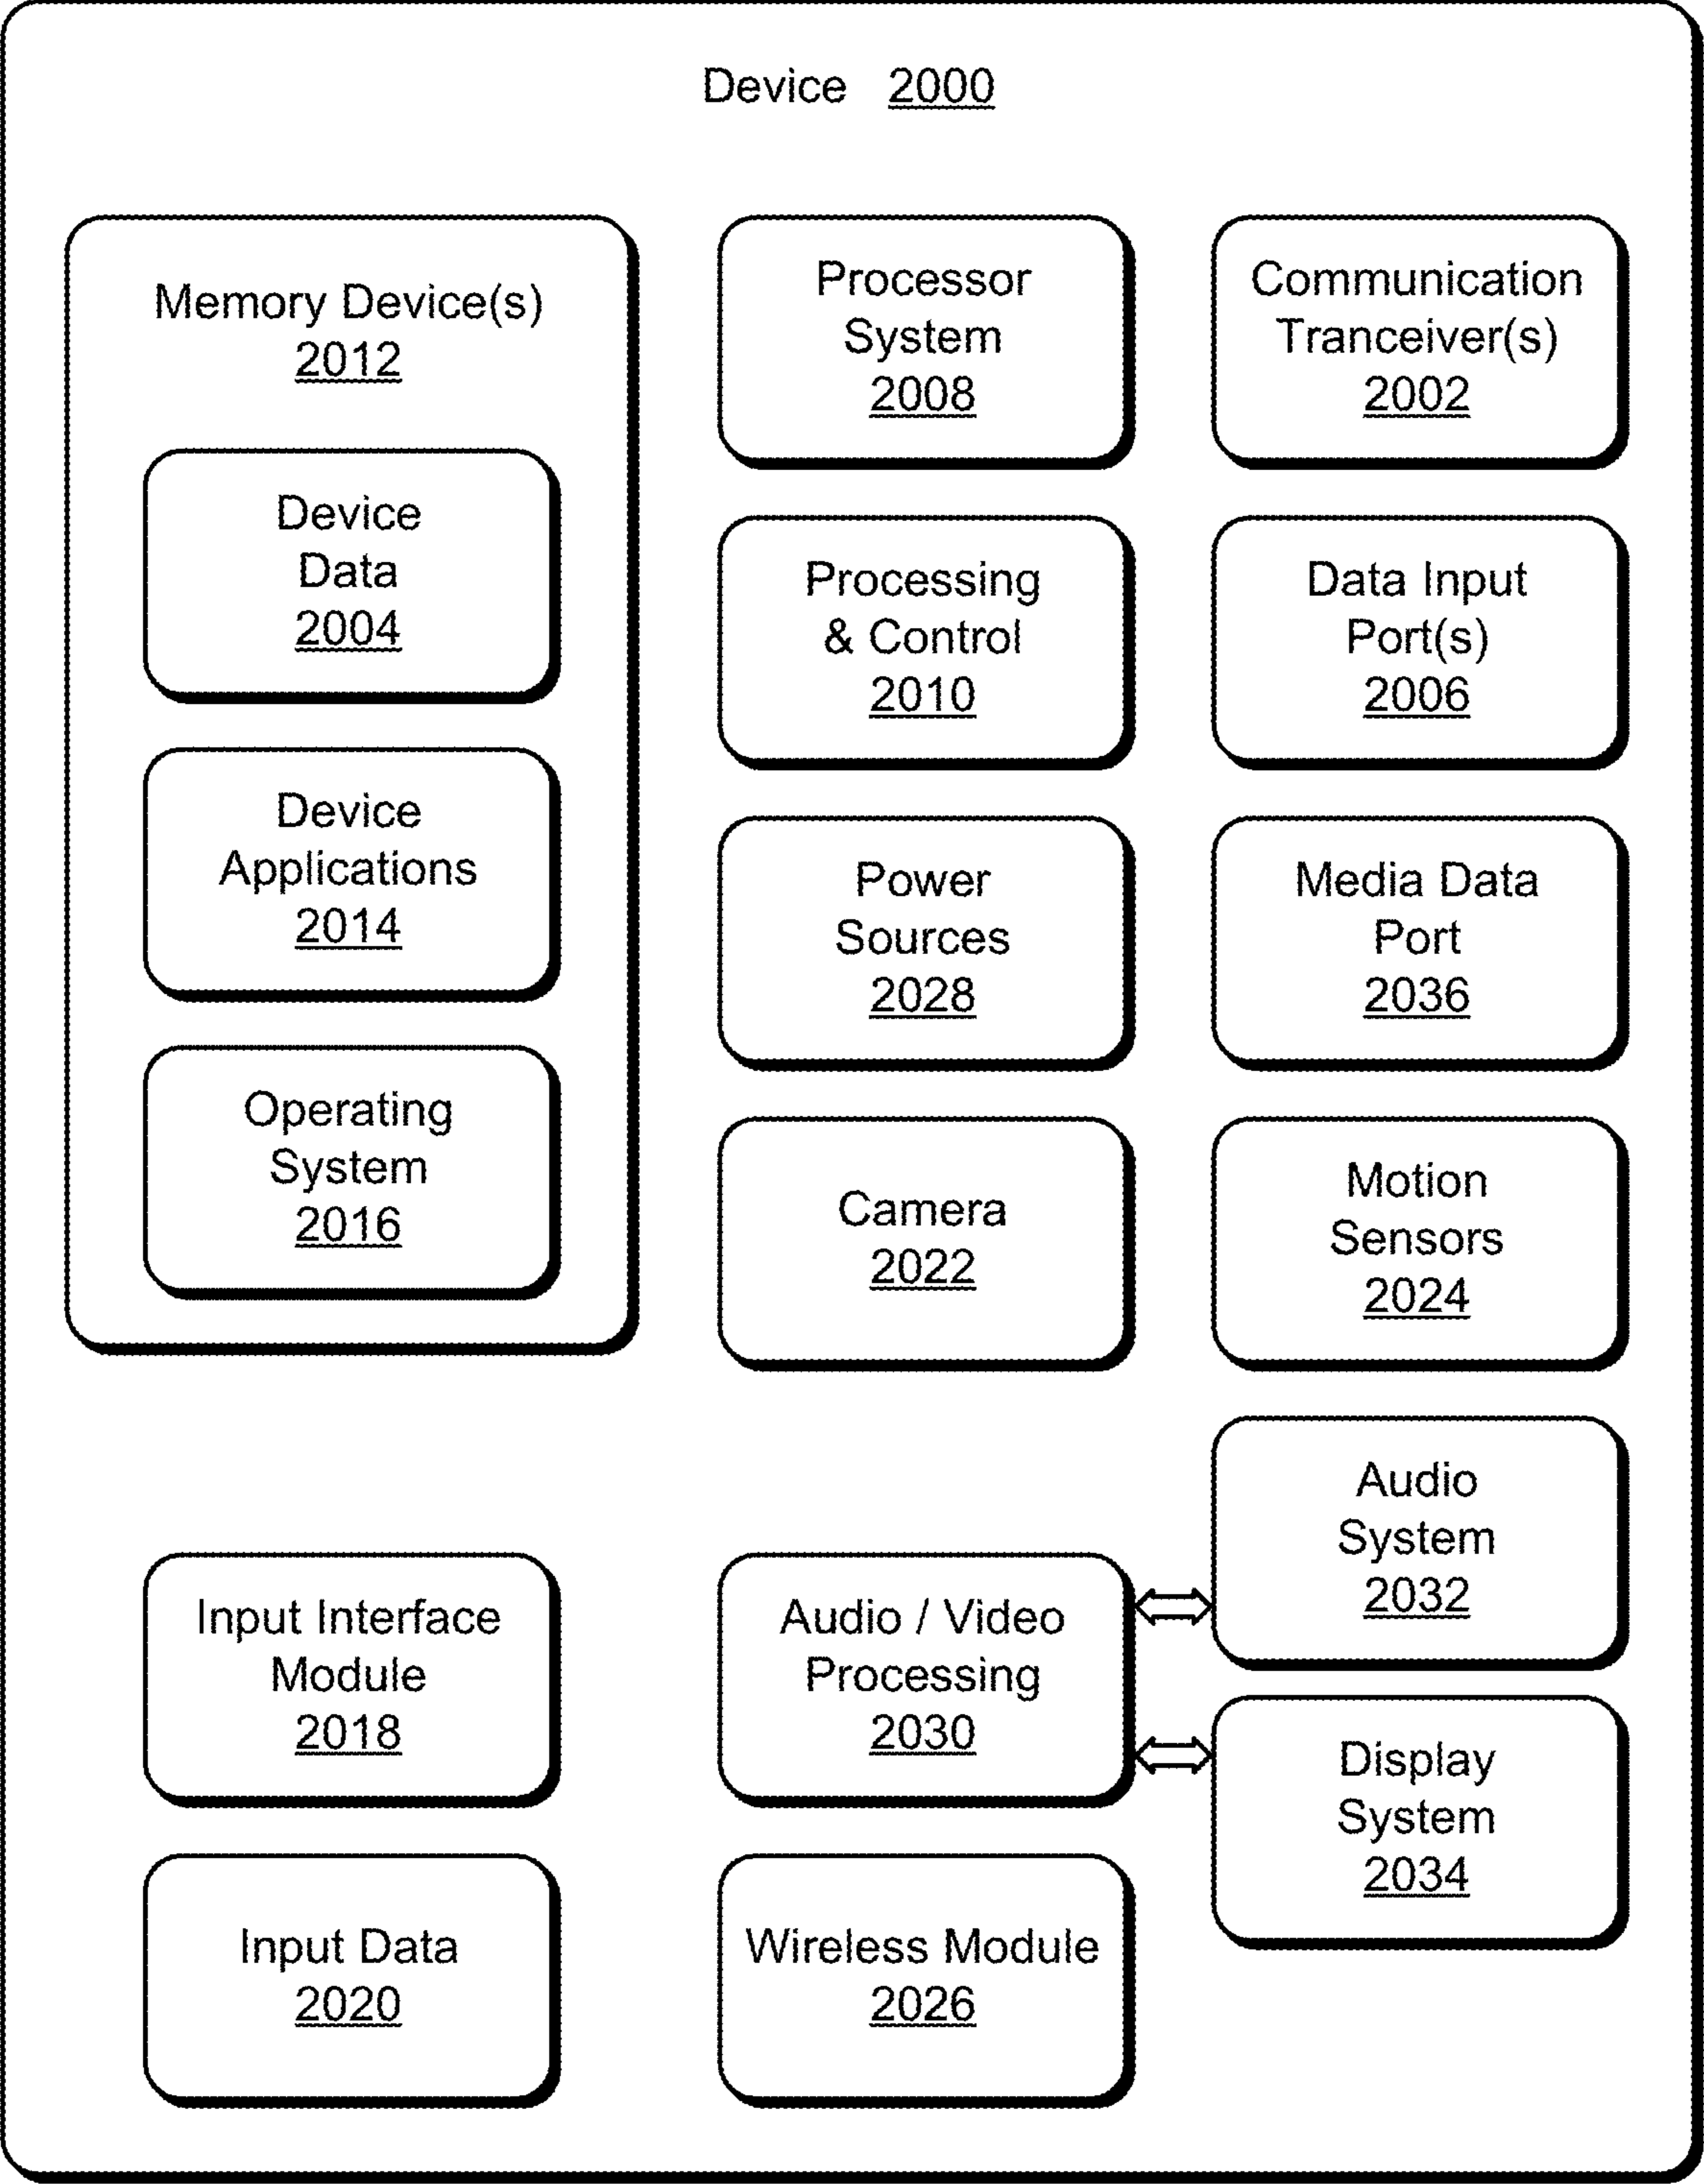 Device 2000
Memory Device(s)
2012
Device
Data
2004
Device
Applications
2014
Operating
System
2016
Input Interface
Module
2018
Input Data
2020
Processor
System
2008
Processing
& Control
2010
Power
Sources
2028
Camera
2022
Audio / Video
Processing
2030
Wireless Module
2026
Communication
Tranceiver(s)
2002
Data Input
Port(s)
2006
Media Data
Port
2036
Motion
Sensors
2024
Audio
System
2032
Display
System
2034